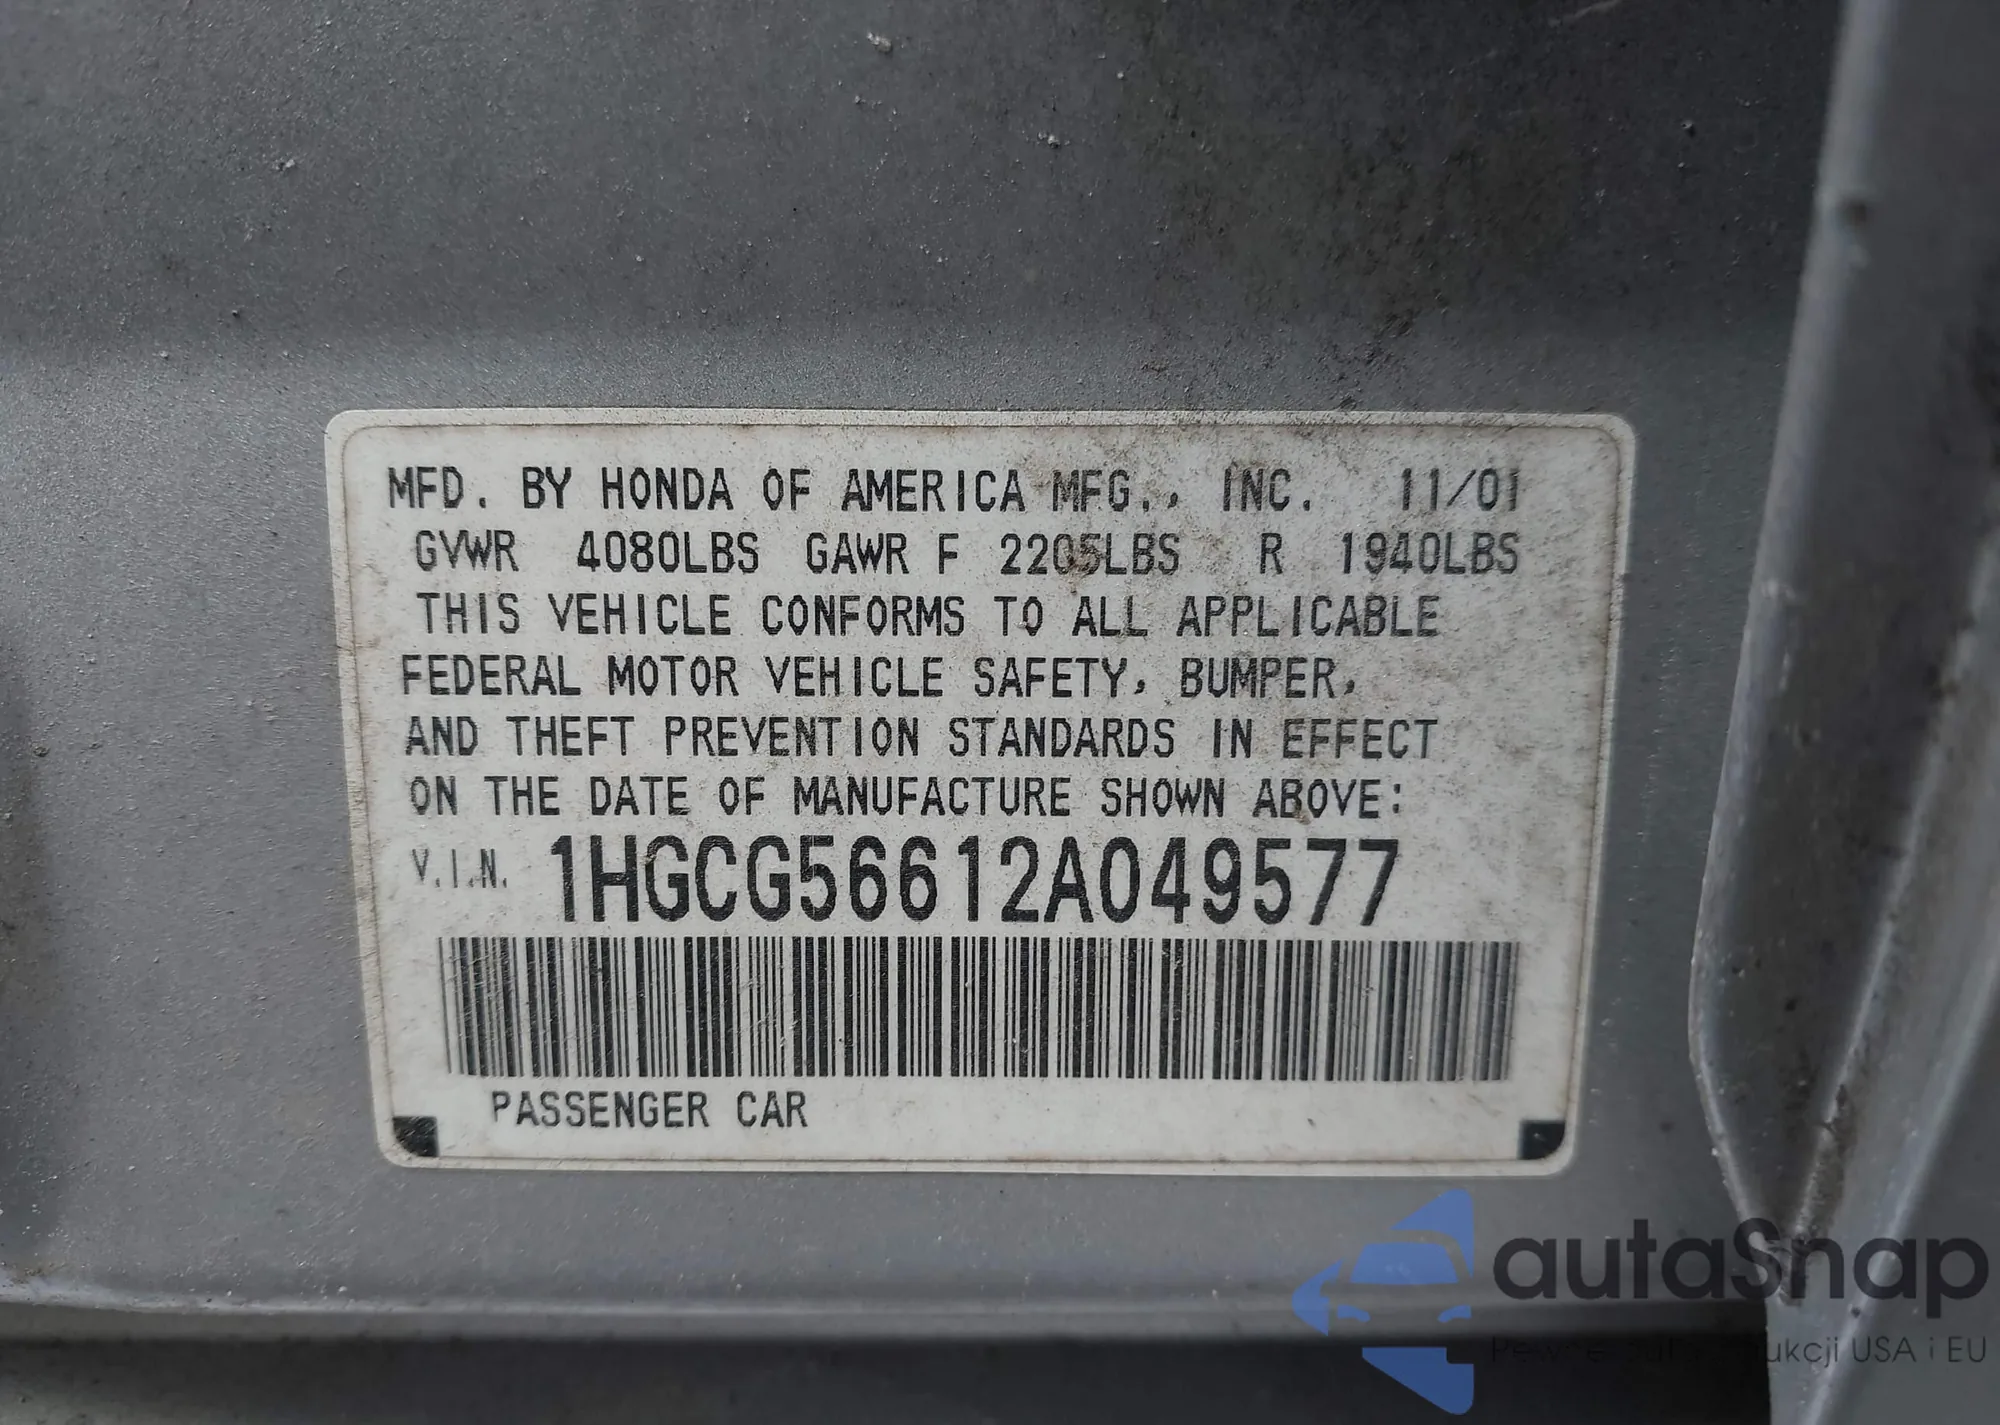 MFD. BY HONDA OF AMERICA MFG., INC. 11/01
GVWR 4080LBS GAWR F 2205LBS R 1940LBS
THIS VEHICLE CONFORMS TO ALL APPLICABLE
FEDERAL MOTOR VEHICLE SAFETY, BUMPER,
AND THEFT PREVENTION STANDARDS IN EFFECT
ON THE DATE OF MANUFACTURE SHOWN ABOVE:
V.I.N. 1HGCG56612A049577
PASSENGER CAR
autaSnap
USA i EU